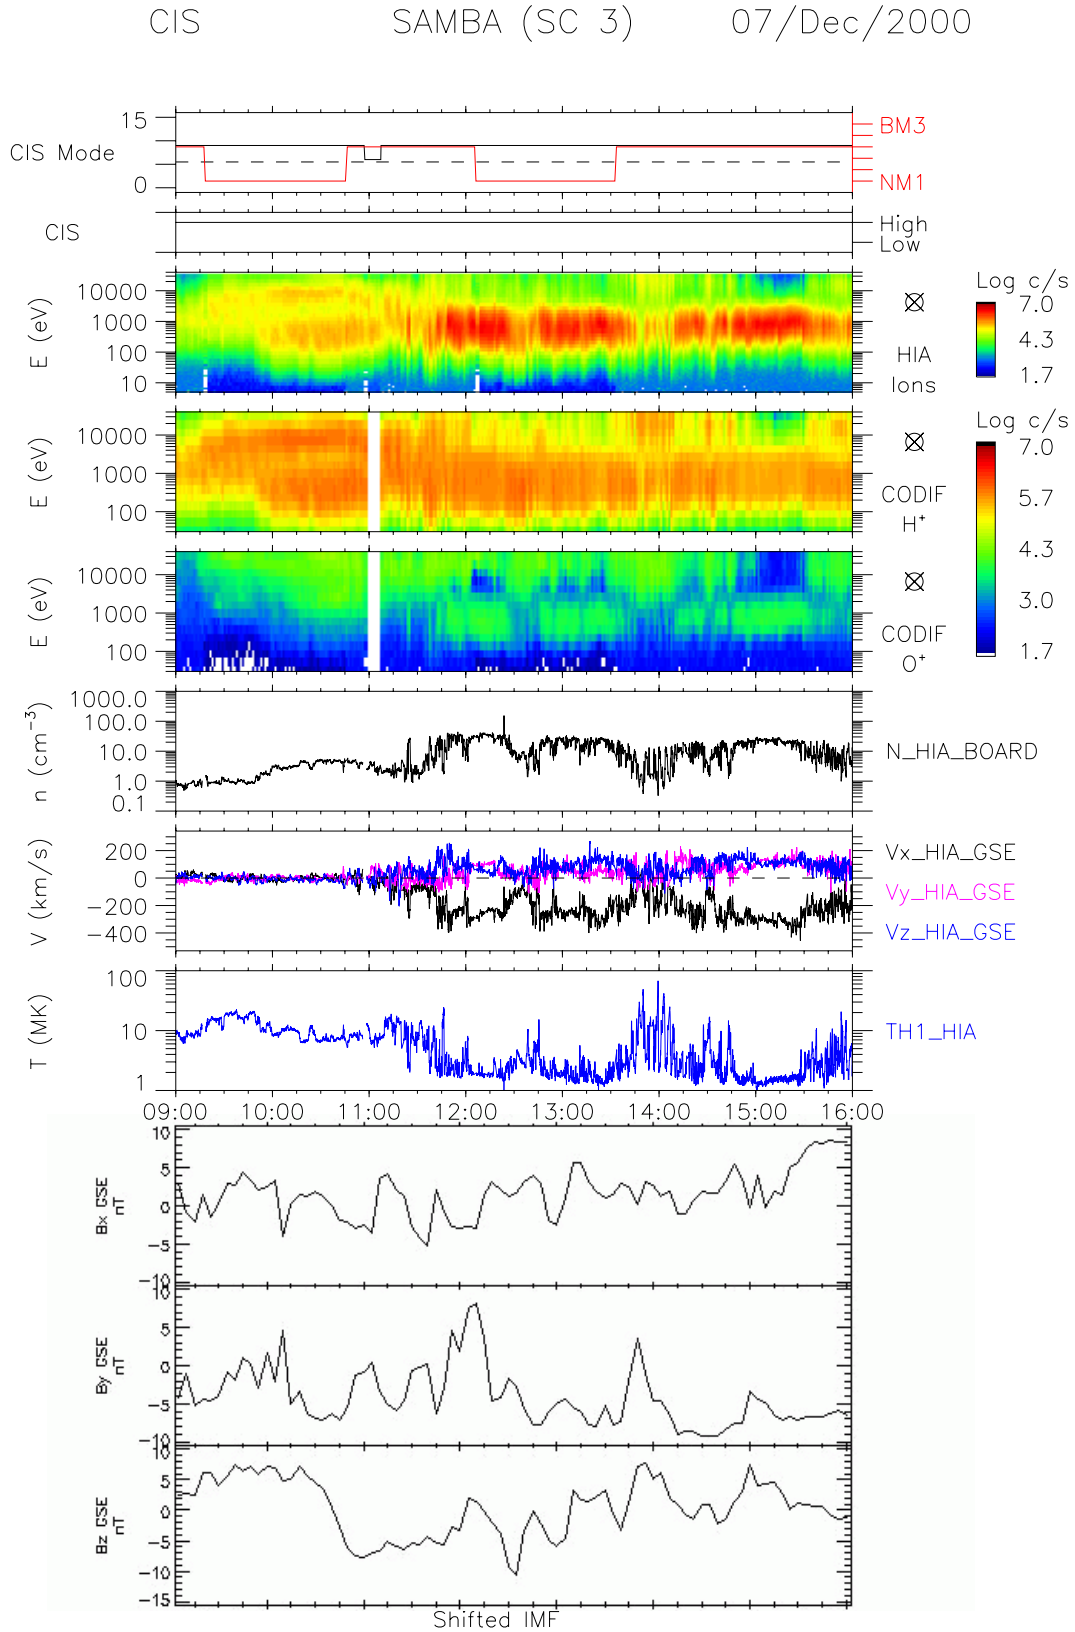 CIS SAMBA (SC 3) 07/Dec/2000
15
CIS Mode
0
BM3
NM1
CIS
High
Low
10000
1000
100
10
E (eV)
HIA
Ions
Log c/s
7.0
4.3
1.7
10000
1000
100
E (eV)
CODIF
H+
Log c/s
7.0
5.7
4.3
3.0
1.7
10000
1000
100
E (eV)
CODIF
O+
1000.0
100.0
10.0
1.0
0.1
n (cm-3)
N_HIA_BOARD
200
0
-200
-400
V (km/s)
Vx_HIA_GSE
Vy_HIA_GSE
Vz_HIA_GSE
100
10
1
T (MK)
TH1_HIA
09:00 10:00 11:00 12:00 13:00 14:00 15:00 16:00
10
5
0
-5
-10
Bx GSE
nT
10
5
0
-5
-10
By GSE
nT
10
5
0
-5
-10
-15
Bz GSE
nT
Shifted IMF